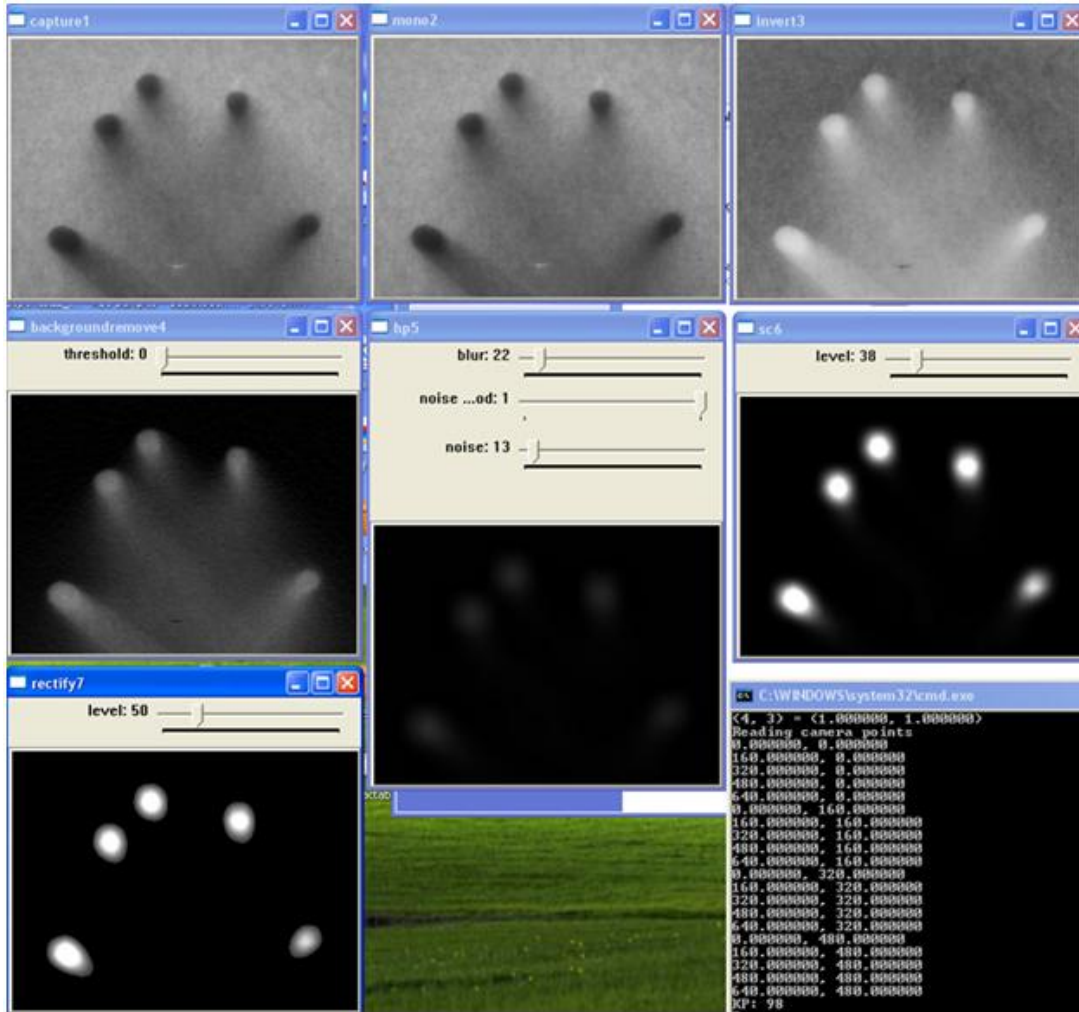 capture1
mono2
invert3
backgroundremove4
threshold: 0
hp5
blur: 22
noise ...od: 1
noise: 13
sc6
level: 38
rectify7
level: 50
C:\WINDOWS\system32\cmd.exe
(4, 3) = (1.000000, 1.000000)
Reading camera points
0.000000, 0.000000
160.000000, 0.000000
320.000000, 0.000000
480.000000, 0.000000
640.000000, 0.000000
0.000000, 160.000000
160.000000, 160.000000
320.000000, 160.000000
480.000000, 160.000000
640.000000, 160.000000
0.000000, 320.000000
160.000000, 320.000000
320.000000, 320.000000
480.000000, 320.000000
640.000000, 320.000000
0.000000, 480.000000
160.000000, 480.000000
320.000000, 480.000000
480.000000, 480.000000
640.000000, 480.000000
KP: 98